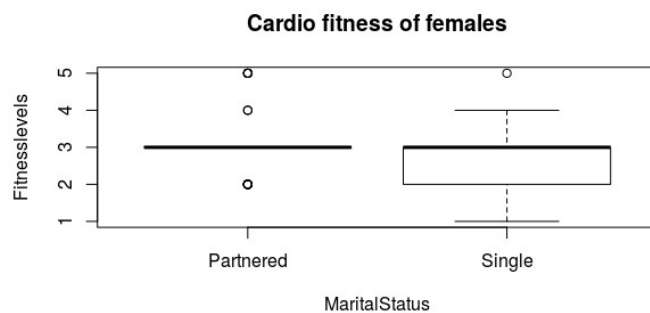 Cardio fitness of females
Fitnesslevels
5
4
3
2
1
Partnered Single
MaritalStatus